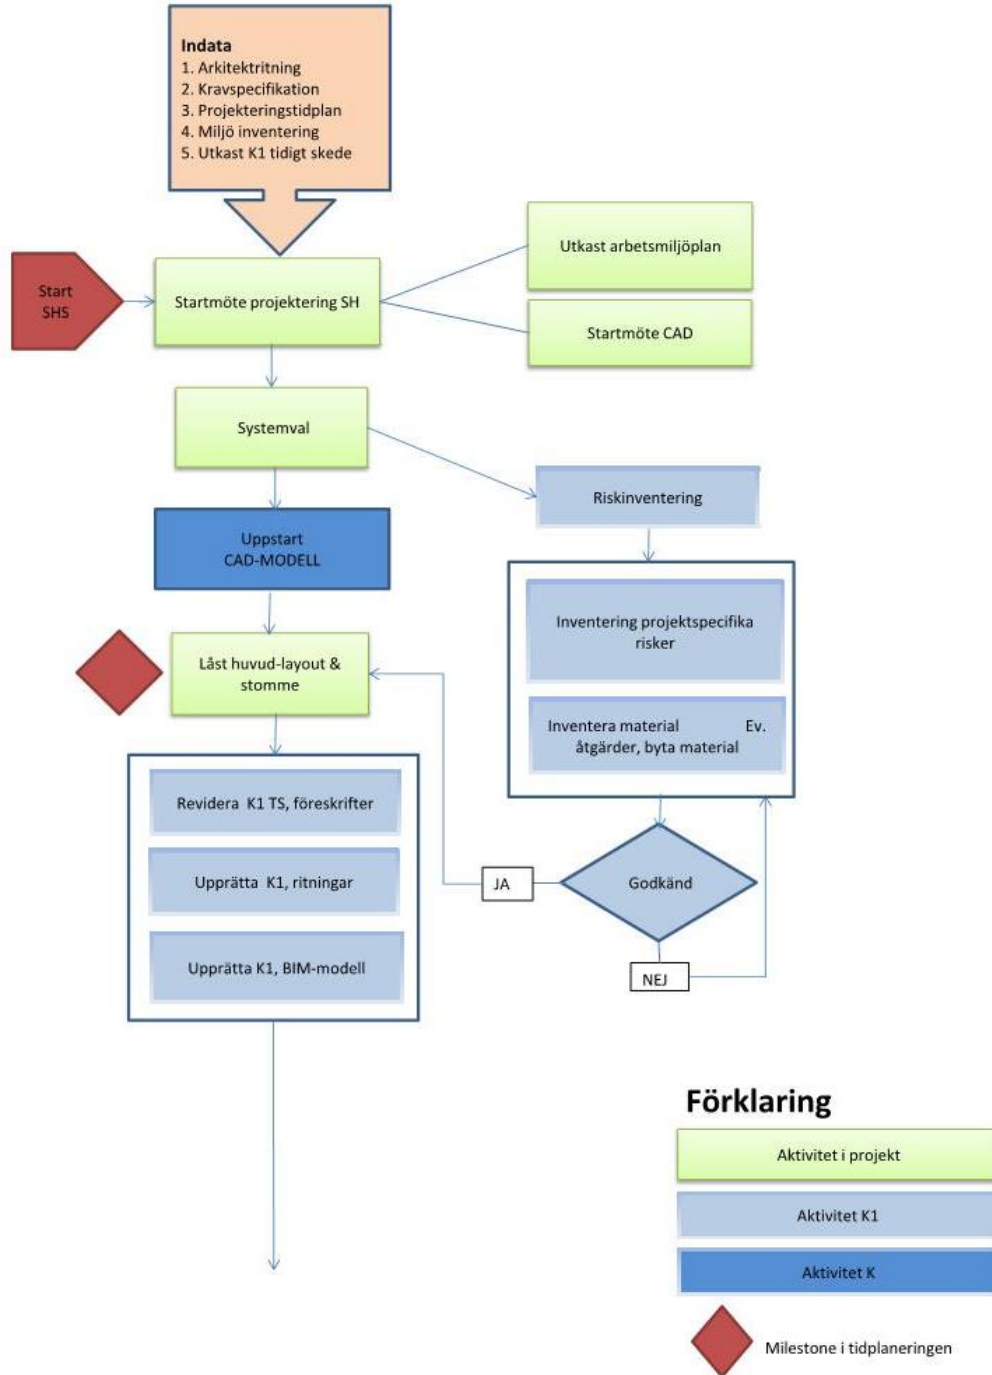 Indata
1. Arkitektritning
2. Kravspecifikation
3. Projekteringstidplan
4. Miljö inventering
5. Utkast K1 tidigt skede
Start
SHS
Startmöte projektering SH
Utkast arbetsmiljöplan
Startmöte CAD
Systemval
Riskinventering
Uppstart
CAD-MODELL
Inventering projektspecifika
risker
Låst huvud-layout &
stomme
Inventera material Ev.
åtgärder, byta material
Revidera K1 TS, föreskrifter
Upprätta K1, ritningar
Upprätta K1, BIM-modell
JA
Godkänd
NEJ
Förklaring
Aktivitet i projekt
Aktivitet K1
Aktivitet K
Milestone i tidplaneringen